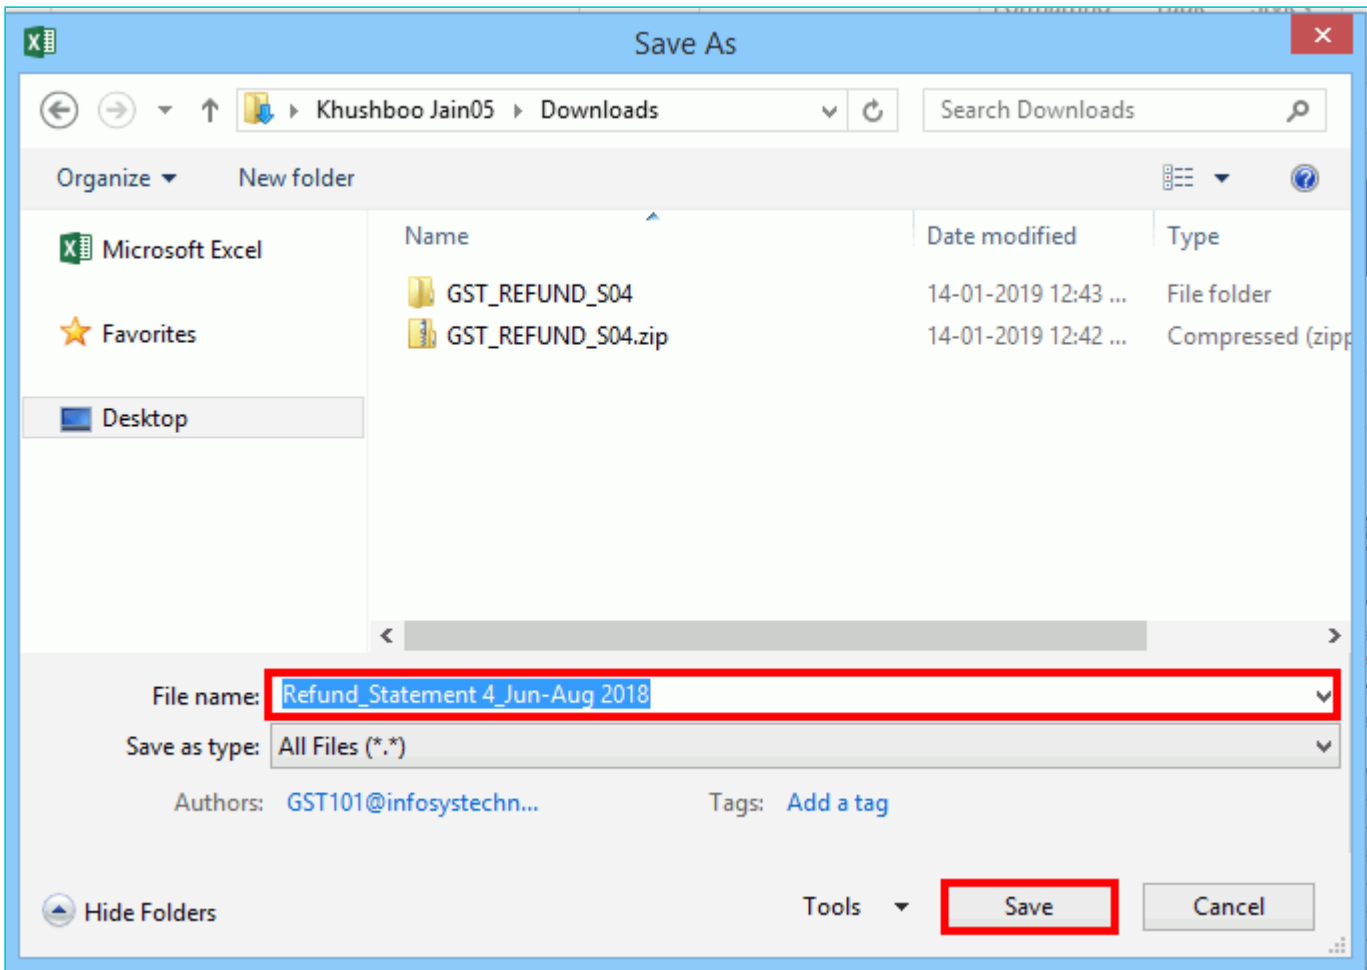 Save As
Khushboo Jain05 Downloads
Search Downloads
Organize New folder
Name Date modified Type
Microsoft Excel
GST_REFUND_S04 14-01-2019 12:43 ... File folder
Favorites
GST_REFUND_S04.zip 14-01-2019 12:42 ... Compressed (zipp
Desktop
File name: Refund_Statement 4_Jun-Aug 2018
Save as type: All Files (*.*)
Authors: GST101@infosystechn... Tags: Add a tag
Hide Folders Tools Save Cancel